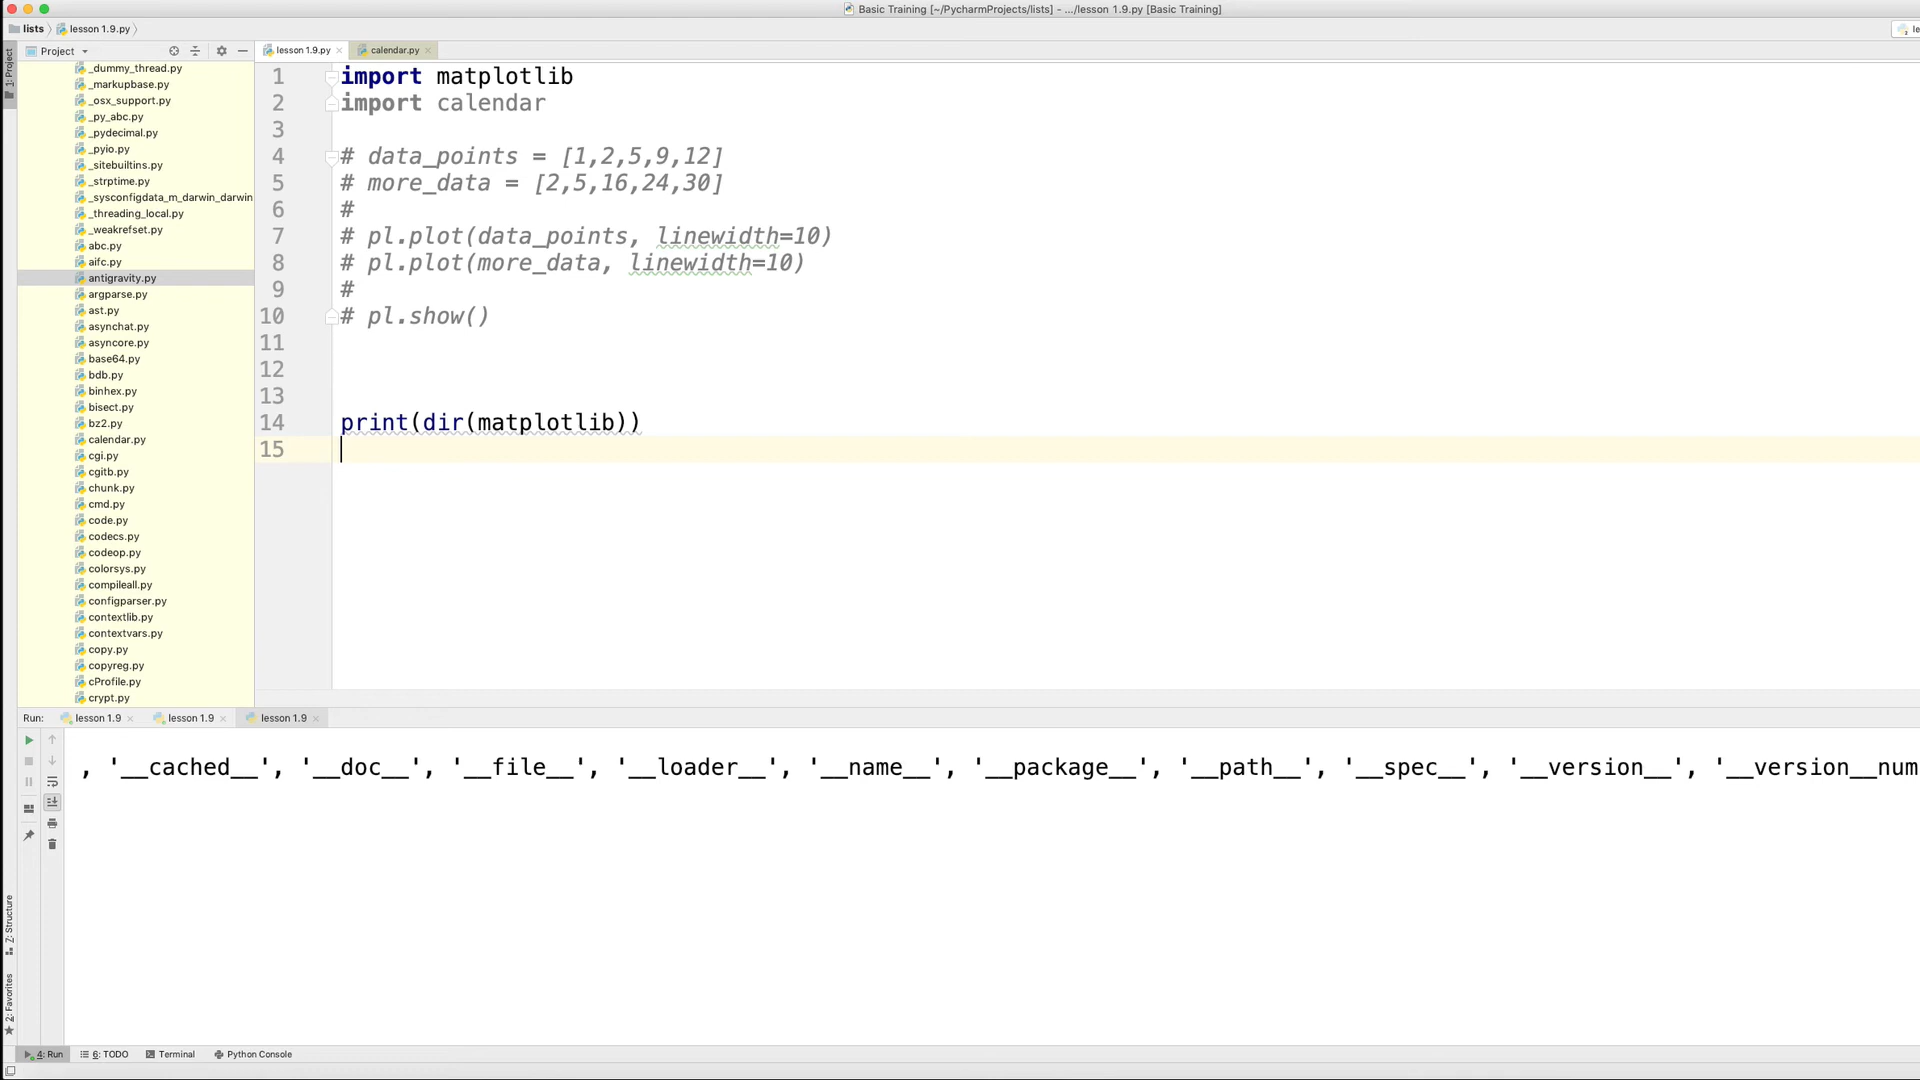 Basic Training [~/PycharmProjects/lists] - .../lesson 1.9.py [Basic Training]
lists
lesson 1.9.py
1: Project
Project
lesson 1.9.py
calendar.py
_dummy_thread.py
_markupbase.py
_osx_support.py
_py_abc.py
_pydecimal.py
_pyio.py
_sitebuiltins.py
_strptime.py
_sysconfigdata_m_darwin_darwin
_threading_local.py
_weakrefset.py
abc.py
aifc.py
antigravity.py
argparse.py
ast.py
asynchat.py
asyncore.py
base64.py
bdb.py
binhex.py
bisect.py
bz2.py
calendar.py
cgi.py
cgitb.py
chunk.py
cmd.py
code.py
codecs.py
codeop.py
colorsys.py
compileall.py
configparser.py
contextlib.py
contextvars.py
copy.py
copyreg.py
cProfile.py
crypt.py
1 import matplotlib
2 import calendar
3
4 # data_points = [1,2,5,9,12]
5 # more_data = [2,5,16,24,30]
6 #
7 # pl.plot(data_points, linewidth=10)
8 # pl.plot(more_data, linewidth=10)
9 #
10 # pl.show()
11
12
13
14 print(dir(matplotlib))
15
Run:
lesson 1.9
lesson 1.9
lesson 1.9
, '__cached__', '__doc__', '__file__', '__loader__', '__name__', '__package__', '__path__', '__spec__', '__version__', '__version__num
Z: Structure
2: Favorites
4: Run
6: TODO
Terminal
Python Console